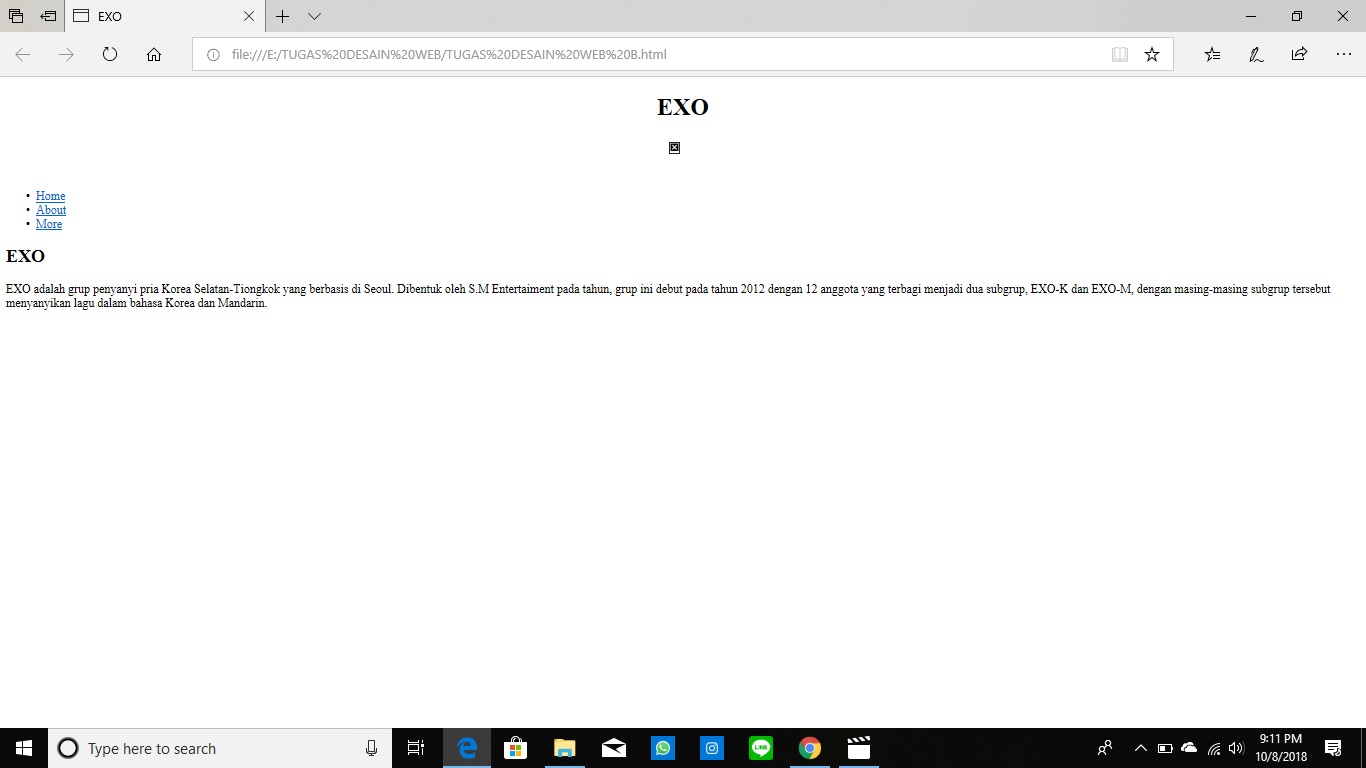 EXO
file:///E:/TUGAS%20DESAIN%20WEB/TUGAS%20DESAIN%20WEB%20B.html
EXO
Home
About
More
EXO
EXO adalah grup penyanyi pria Korea Selatan-Tiongkok yang berbasis di Seoul. Dibentuk oleh S.M Entertaiment pada tahun, grup ini debut pada tahun 2012 dengan 12 anggota yang terbagi menjadi dua subgrup, EXO-K dan EXO-M, dengan masing-masing subgrup tersebut
menyanyikan lagu dalam bahasa Korea dan Mandarin.
Type here to search
LINE
9:11 PM
10/8/2018